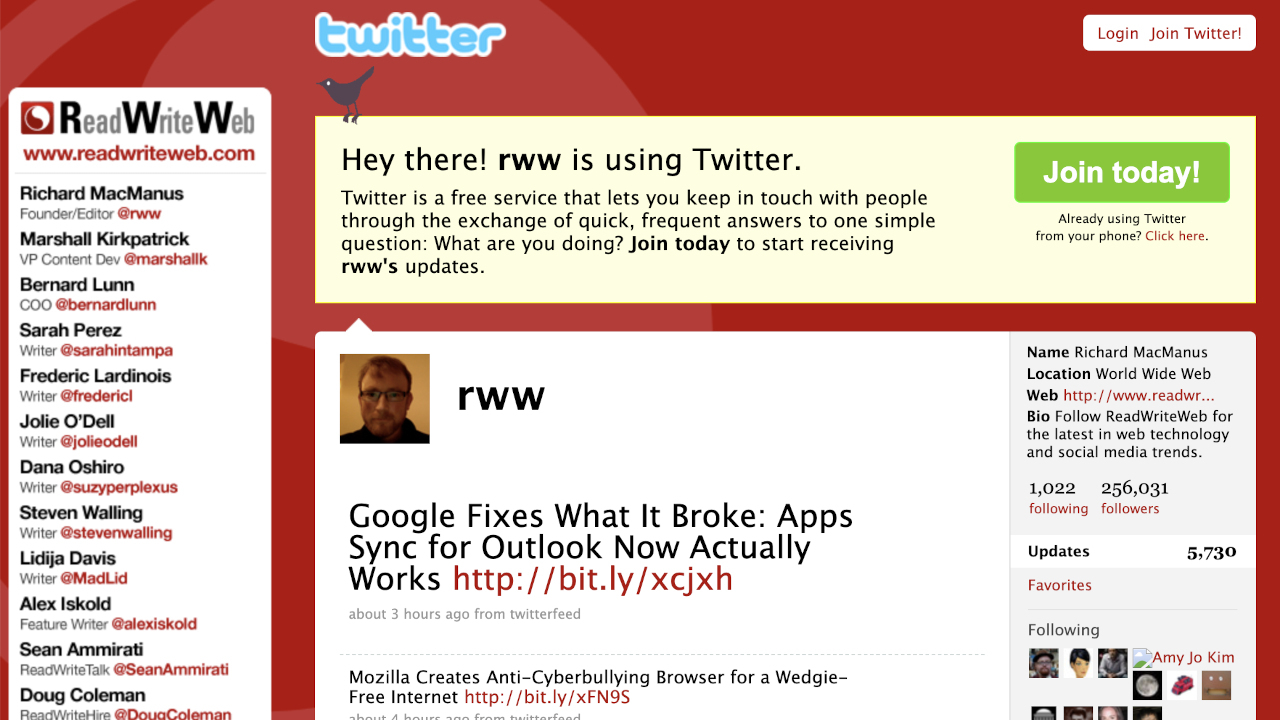 twitter
Login Join Twitter!
ReadWriteWeb
www.readwriteweb.com
Richard MacManus
Founder/Editor @rww
Marshall Kirkpatrick
VP Content Dev @marshallk
Bernard Lunn
COO @bernardlunn
Sarah Perez
Writer @sarahintampa
Frederic Lardinois
Writer @fredericl
Jolie O'Dell
Writer @jolieodell
Dana Oshiro
Writer @suzyperplexus
Steven Walling
Writer @stevenwalling
Lidija Davis
Writer @MadLid
Alex Iskold
Feature Writer @alexiskold
Sean Ammirati
ReadWriteTalk @SeanAmmirati
Doug Coleman
ReadWriteHire @DougColeman
Hey there! rww is using Twitter.
Twitter is a free service that lets you keep in touch with people
through the exchange of quick, frequent answers to one simple
question: What are you doing? Join today to start receiving
rww's updates.
Join today!
Already using Twitter
from your phone? Click here.
rww
Google Fixes What It Broke: Apps
Sync for Outlook Now Actually
Works http://bit.ly/xcjxh
about 3 hours ago from twitterfeed
Mozilla Creates Anti-Cyberbullying Browser for a Wedgie-
Free Internet http://bit.ly/xFN9S
about 4 hours ago from twitterfeed
Name Richard MacManus
Location World Wide Web
Web http://www.readwr...
Bio Follow ReadWriteWeb for
the latest in web technology
and social media trends.
1,022 256,031
following followers
Updates 5,730
Favorites
Following
Amy Jo Kim